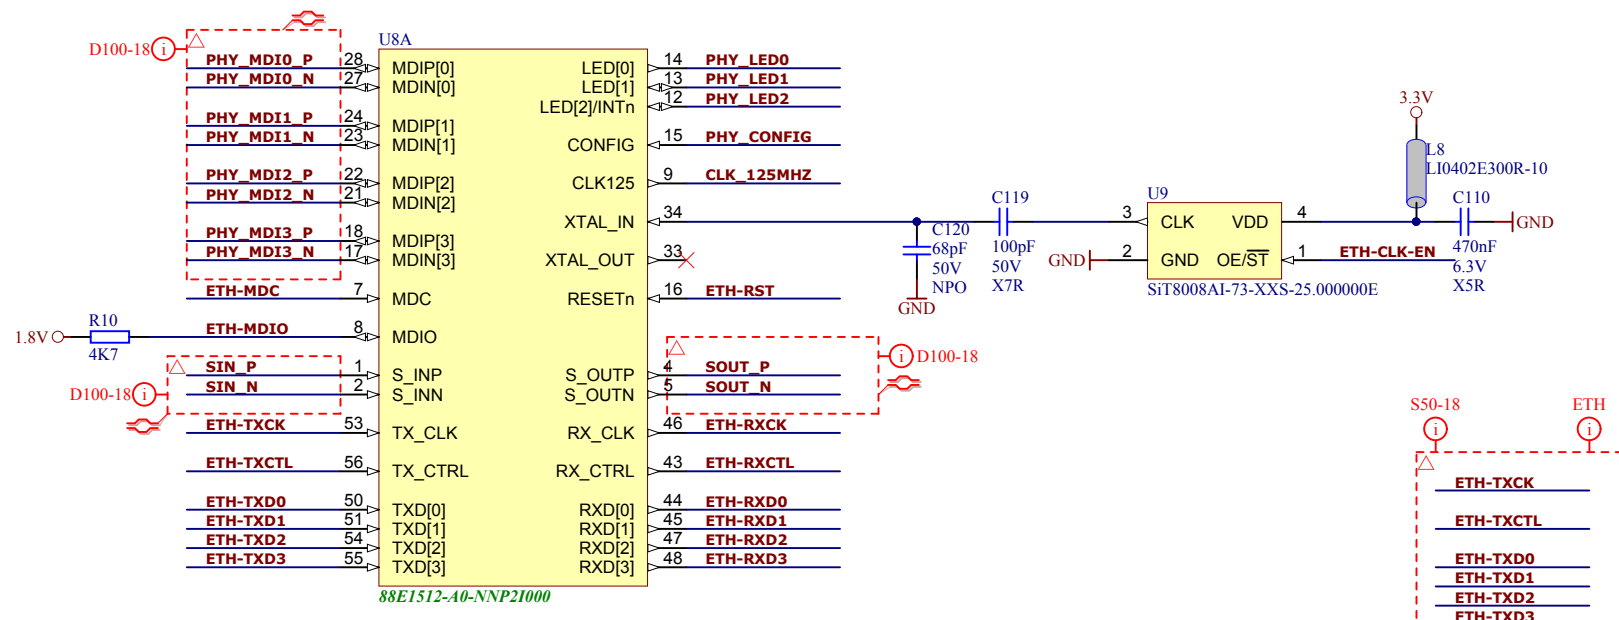 U8A
D100-18
PHY_MDI0_P 28 MDIP[0] LED[0] 14 PHY_LED0
PHY_MDI0_N 27 MDIN[0] LED[1] 13 PHY_LED1
LED[2]/INTn 12 PHY_LED2
PHY_MDI1_P 24 MDIP[1]
PHY_MDI1_N 23 MDIN[1] CONFIG 15 PHY_CONFIG
PHY_MDI2_P 22 MDIP[2] CLK125 9 CLK_125MHZ
PHY_MDI2_N 21 MDIN[2]
XTAL_IN 34
PHY_MDI3_P 18 MDIP[3]
PHY_MDI3_N 17 MDIN[3] XTAL_OUT 33
ETH-MDC 7 MDC RESETn 16 ETH-RST
1.8V R10 4K7 ETH-MDIO 8 MDIO
SIN_P 1 S_INP S_OUTP 4 SOUT_P
D100-18 SIN_N 2 S_INN S_OUTN 5 SOUT_N
D100-18
ETH-TXCK 53 TX_CLK RX_CLK 46 ETH-RXCK
ETH-TXCTL 56 TX_CTRL RX_CTRL 43 ETH-RXCTL
ETH-TXD0 50 TXD[0] RXD[0] 44 ETH-RXD0
ETH-TXD1 51 TXD[1] RXD[1] 45 ETH-RXD1
ETH-TXD2 54 TXD[2] RXD[2] 47 ETH-RXD2
ETH-TXD3 55 TXD[3] RXD[3] 48 ETH-RXD3
88E1512-A0-NNP2I000
C120
68pF
50V
NPO
GND
C119
100pF
50V
X7R
U9
3 CLK VDD 4
GND 2 GND OE/ST 1 ETH-CLK-EN
SiT8008AI-73-XXS-25.000000E
3.3V
L8
LI0402E300R-10
C110
GND
470nF
6.3V
X5R
S50-18 ETH
ETH-TXCK
ETH-TXCTL
ETH-TXD0
ETH-TXD1
ETH-TXD2
ETH-TXD3